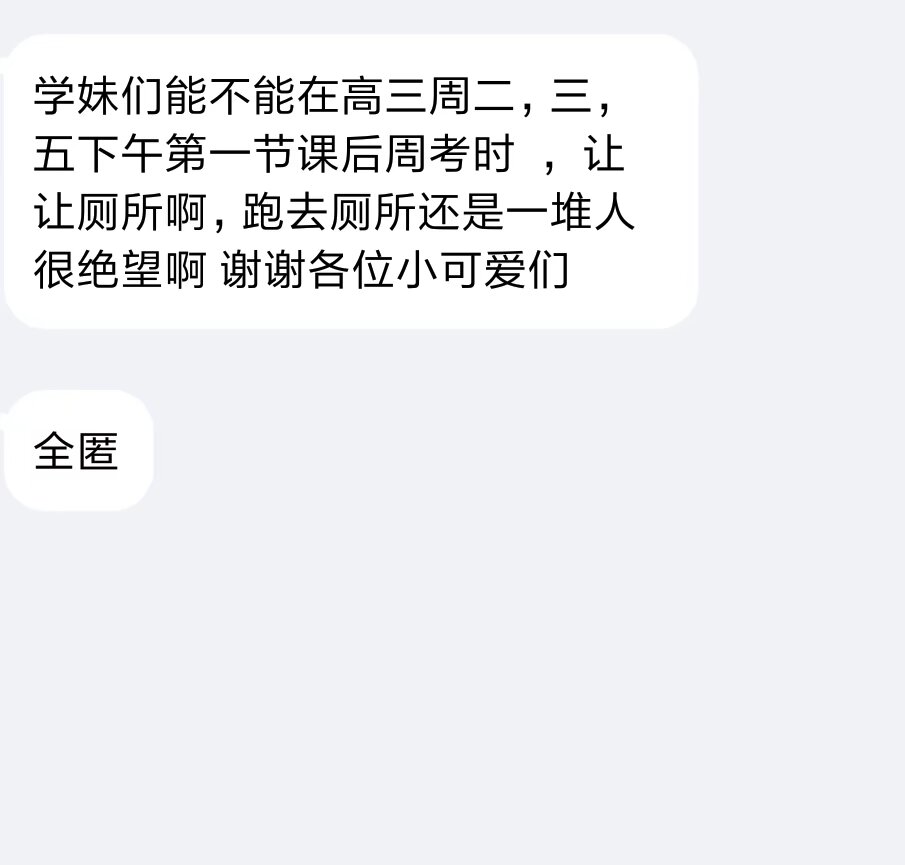 学妹们能不能在高三周二，三，
五下午第一节课后周考时 ，让
让厕所啊，跑去厕所还是一堆人
很绝望啊 谢谢各位小可爱们
全匿